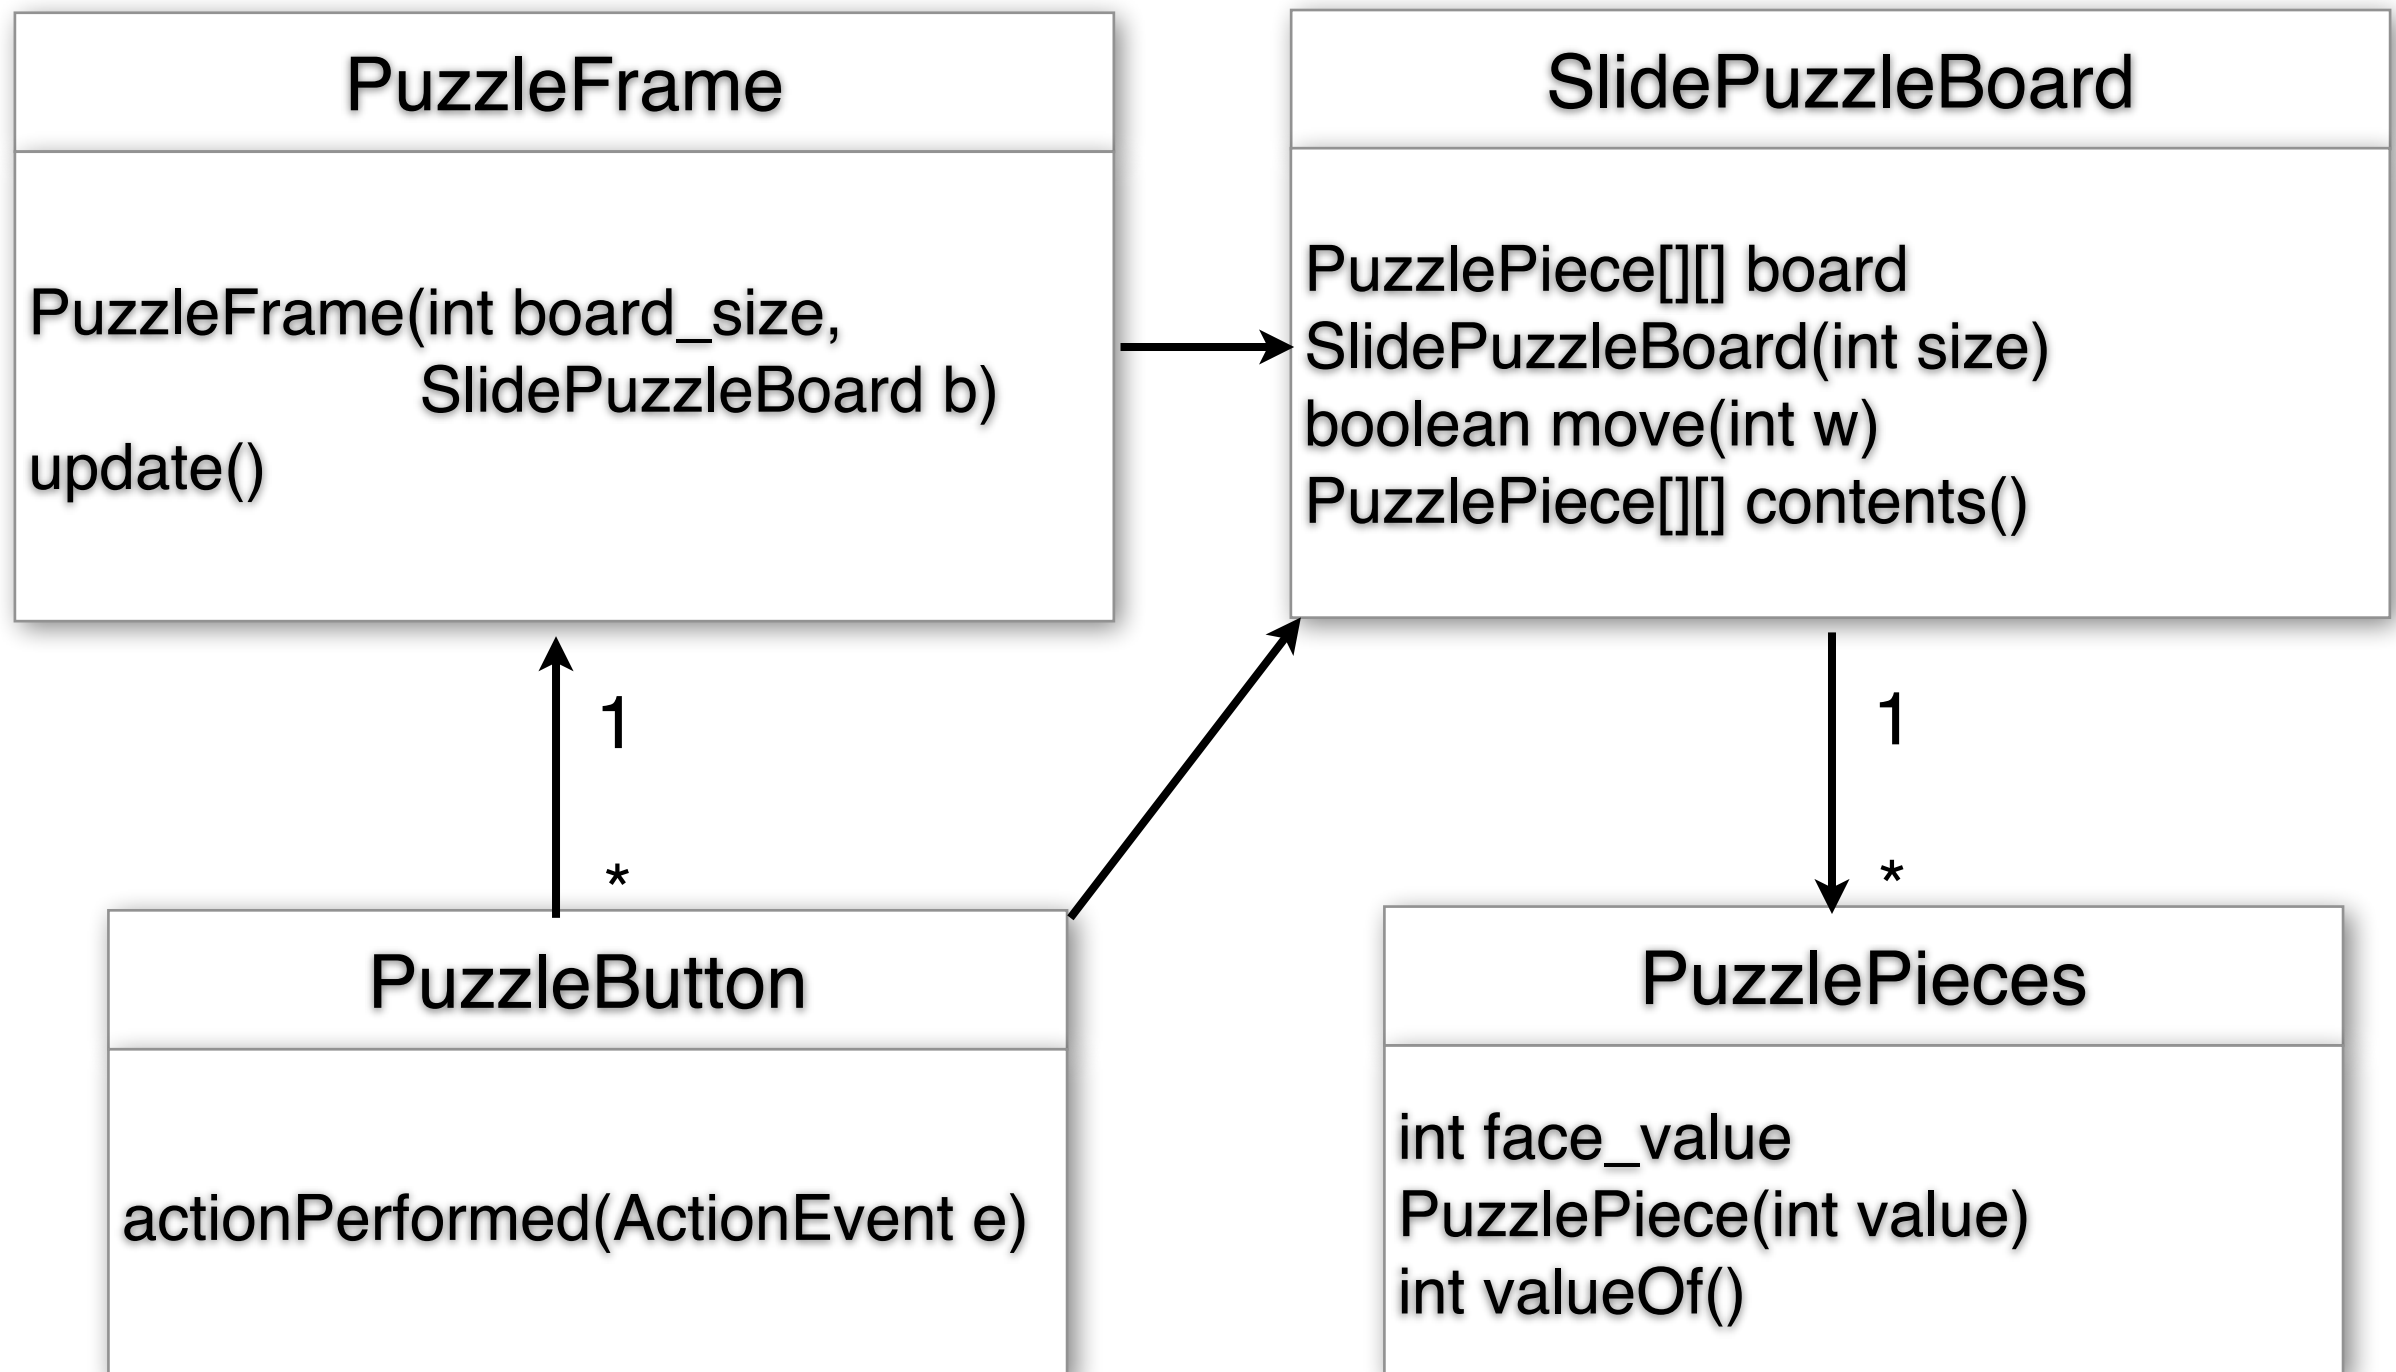 PuzzleFrame
PuzzleFrame(int board_size,
SlidePuzzleBoard b)
update()
SlidePuzzleBoard
PuzzlePiece[][] board
SlidePuzzleBoard(int size)
boolean move(int w)
PuzzlePiece[][] contents()
1
*
1
*
PuzzleButton
actionPerformed(ActionEvent e)
PuzzlePieces
int face_value
PuzzlePiece(int value)
int valueOf()